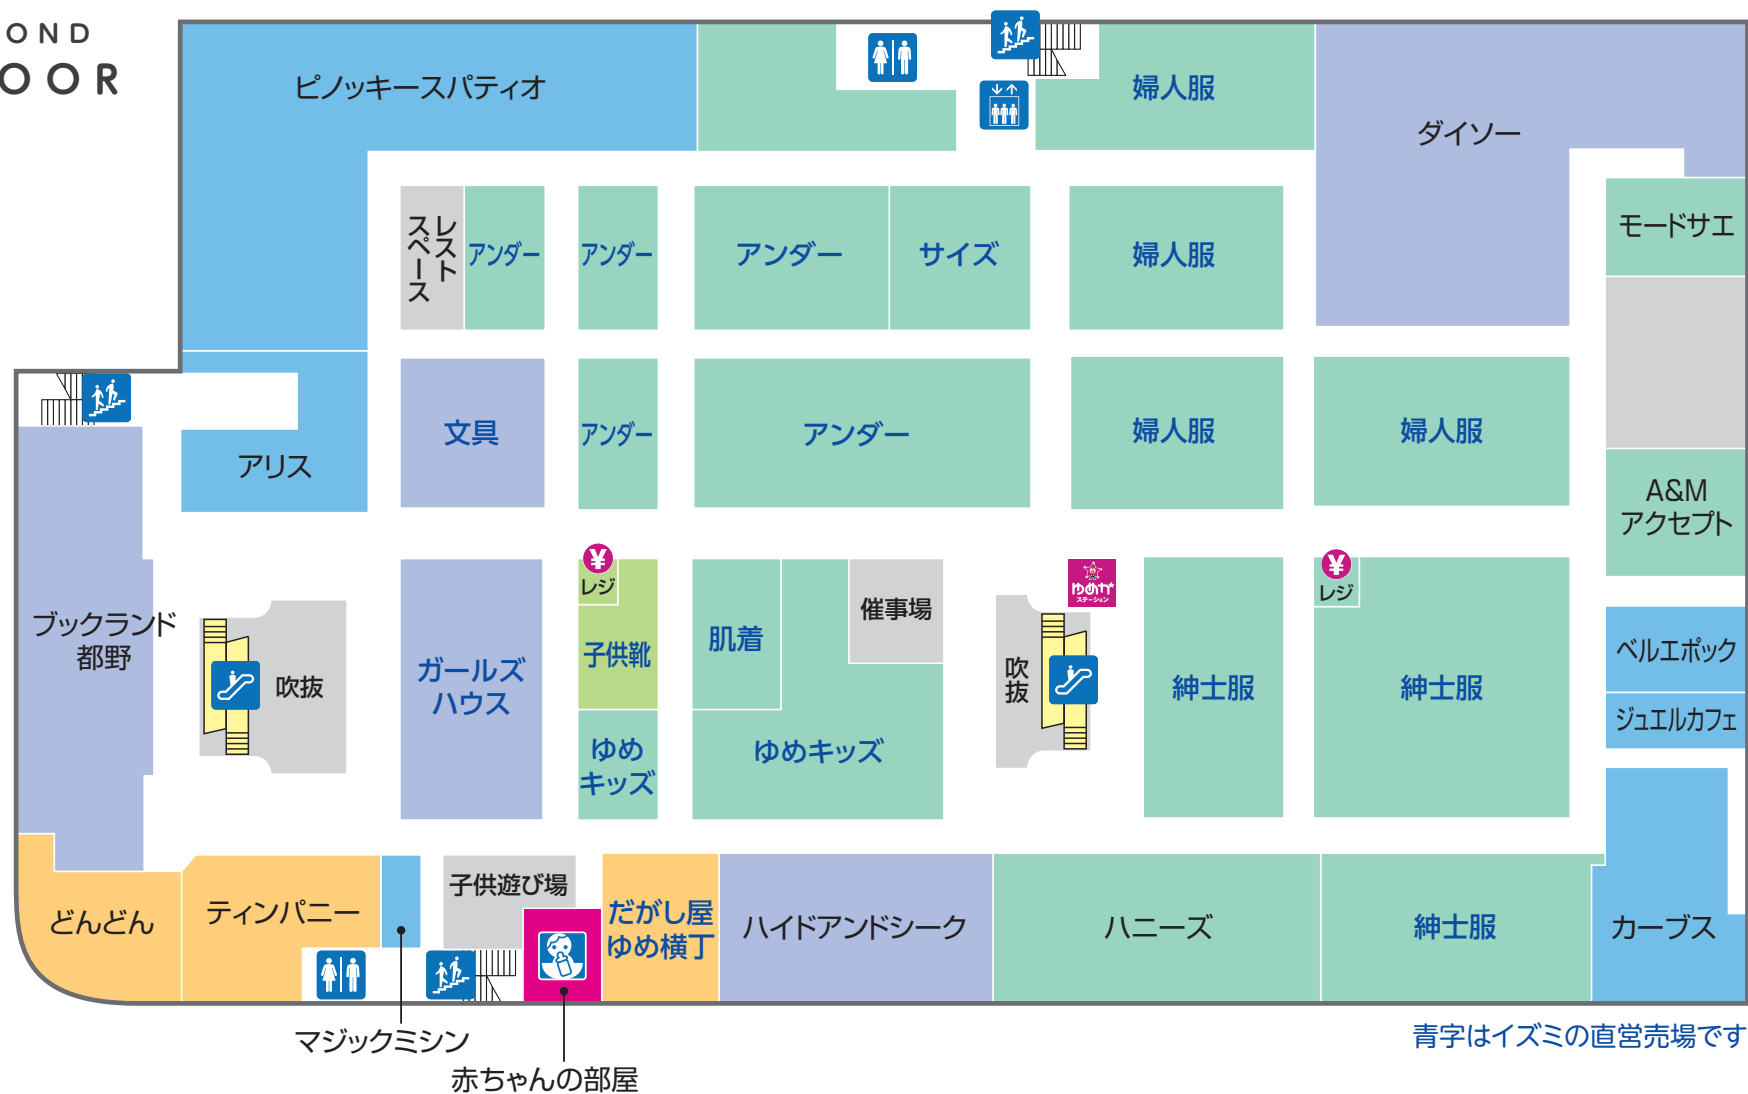 OND
OOR
ピノッキースパティオ
婦人服
ダイソー
レスト
スペース
アンダー
アンダー
アンダー
サイズ
婦人服
モードサエ
アリス
文具
アンダー
アンダー
婦人服
婦人服
A&M
アクセプト
ブックランド
都野
吹抜
ガールズ
ハウス
¥
レジ
子供靴
ゆめ
キッズ
肌着
催事場
ゆめキッズ
吹
抜
ゆめか
ステーション
紳士服
¥
レジ
紳士服
ベルエポック
ジュエルカフェ
どんどん
ティンパニー
子供遊び場
だがし屋
ゆめ横丁
ハイドアンドシーク
ハニーズ
紳士服
カーブス
マジックミシン
赤ちゃんの部屋
青字はイズミの直営売場です